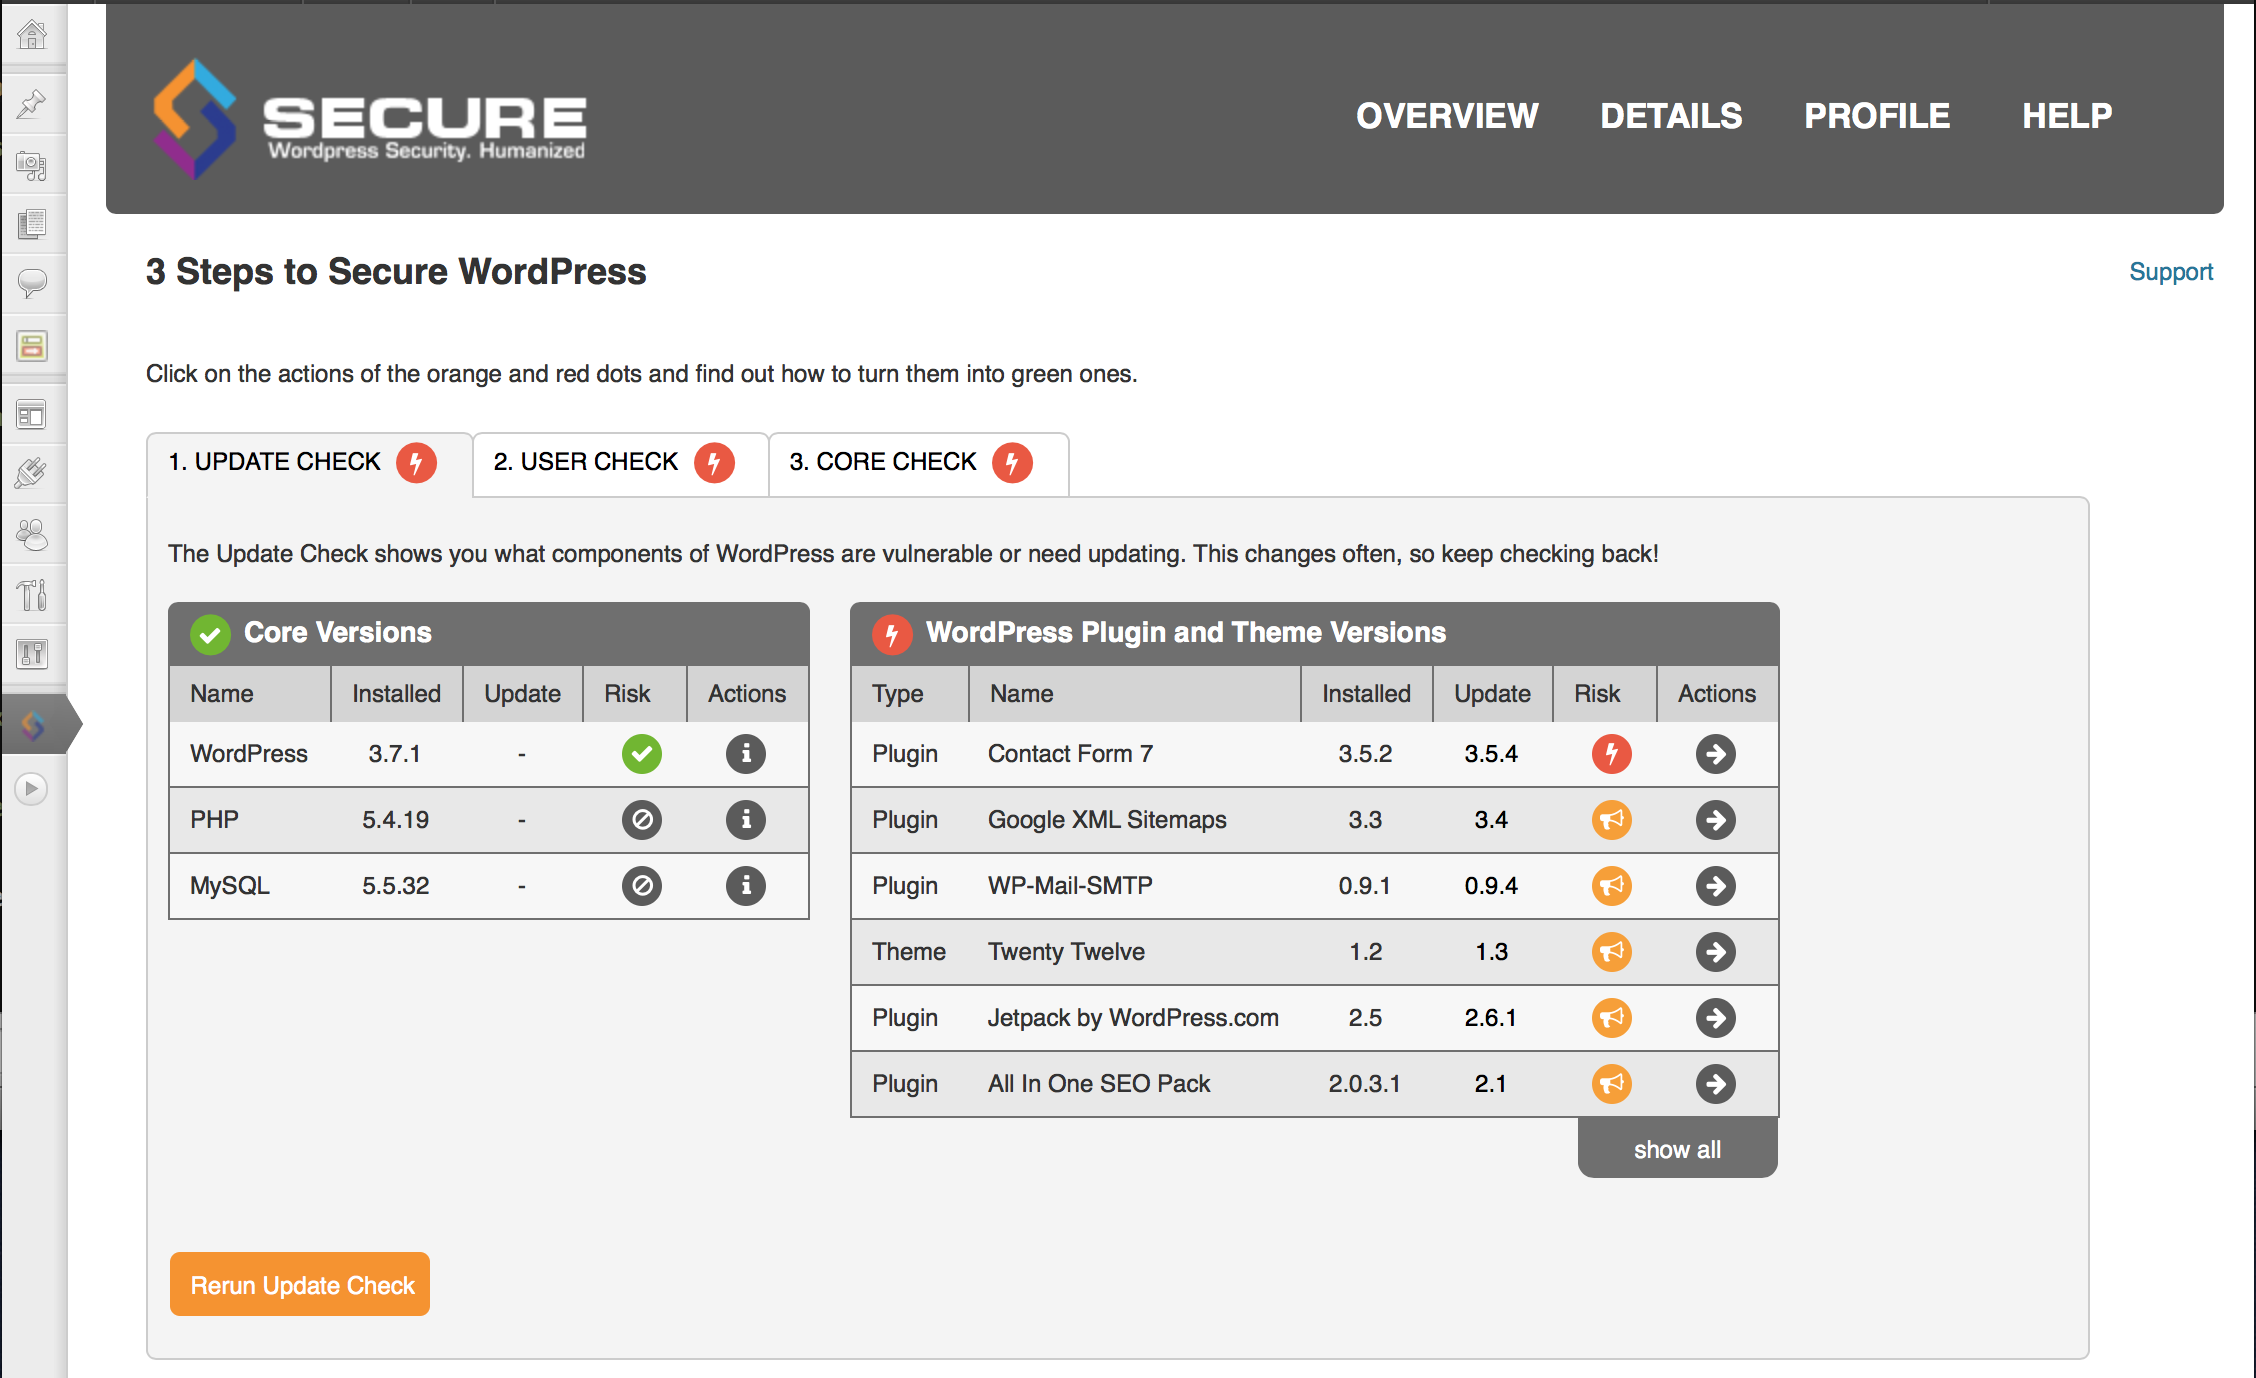 SECURE
Wordpress Security. Humanized
OVERVIEW DETAILS PROFILE HELP
3 Steps to Secure WordPress
Support
Click on the actions of the orange and red dots and find out how to turn them into green ones.
1. UPDATE CHECK 2. USER CHECK 3. CORE CHECK
The Update Check shows you what components of WordPress are vulnerable or need updating. This changes often, so keep checking back!
Core Versions
Name Installed Update Risk Actions
WordPress 3.7.1 -
PHP 5.4.19 -
MySQL 5.5.32 -
WordPress Plugin and Theme Versions
Type Name Installed Update Risk Actions
Plugin Contact Form 7 3.5.2 3.5.4
Plugin Google XML Sitemaps 3.3 3.4
Plugin WP-Mail-SMTP 0.9.1 0.9.4
Theme Twenty Twelve 1.2 1.3
Plugin Jetpack by WordPress.com 2.5 2.6.1
Plugin All In One SEO Pack 2.0.3.1 2.1
show all
Rerun Update Check